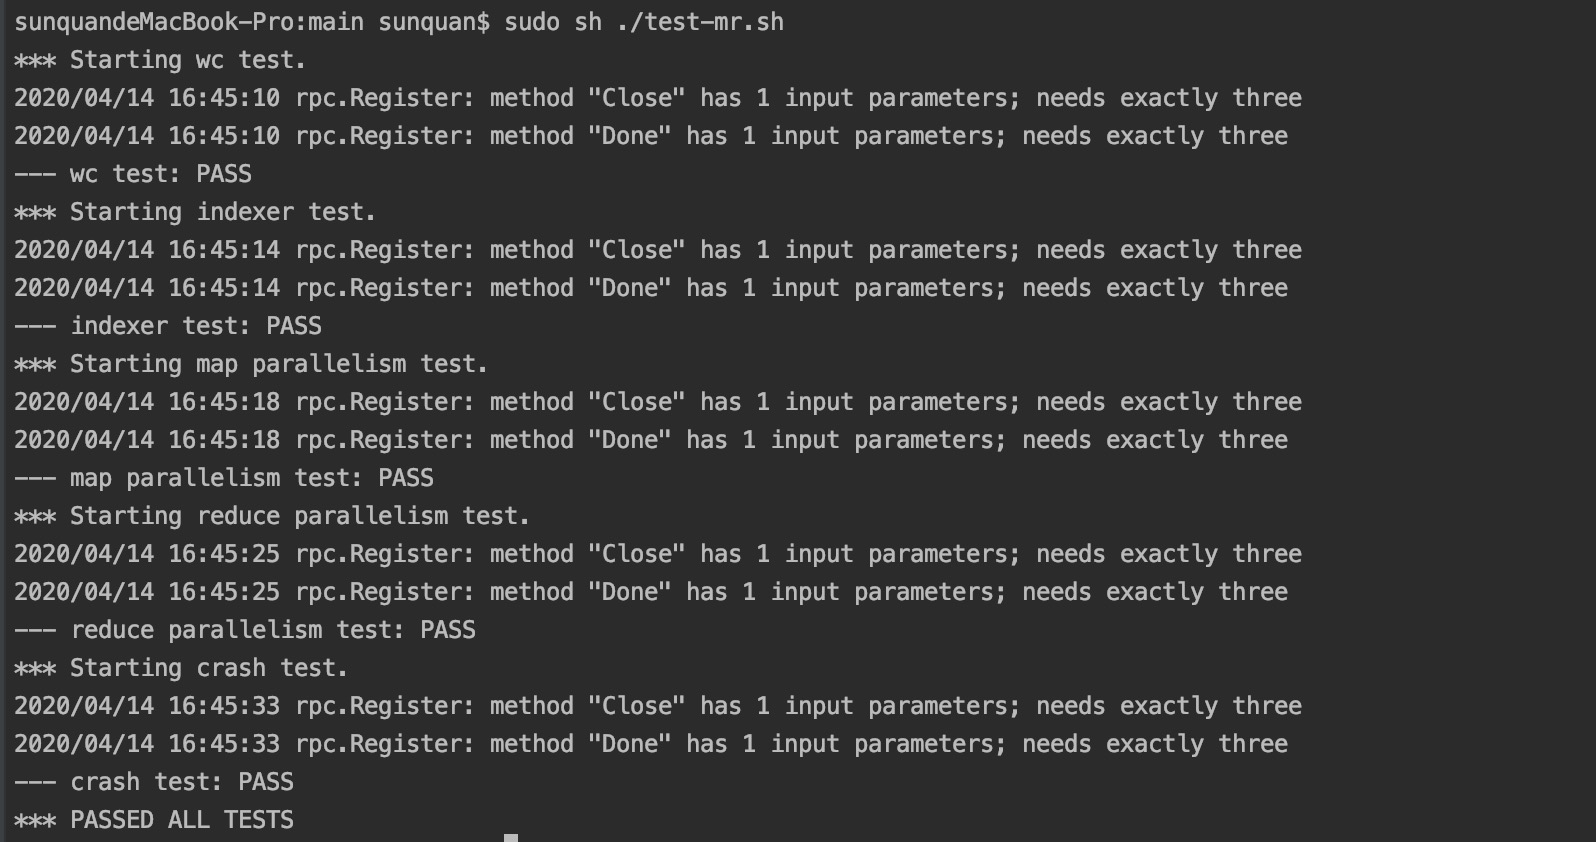 sunquandeMacBook-Pro:main sunquan$ sudo sh ./test-mr.sh
*** Starting wc test.
2020/04/14 16:45:10 rpc.Register: method "Close" has 1 input parameters; needs exactly three
2020/04/14 16:45:10 rpc.Register: method "Done" has 1 input parameters; needs exactly three
--- wc test: PASS
*** Starting indexer test.
2020/04/14 16:45:14 rpc.Register: method "Close" has 1 input parameters; needs exactly three
2020/04/14 16:45:14 rpc.Register: method "Done" has 1 input parameters; needs exactly three
--- indexer test: PASS
*** Starting map parallelism test.
2020/04/14 16:45:18 rpc.Register: method "Close" has 1 input parameters; needs exactly three
2020/04/14 16:45:18 rpc.Register: method "Done" has 1 input parameters; needs exactly three
--- map parallelism test: PASS
*** Starting reduce parallelism test.
2020/04/14 16:45:25 rpc.Register: method "Close" has 1 input parameters; needs exactly three
2020/04/14 16:45:25 rpc.Register: method "Done" has 1 input parameters; needs exactly three
--- reduce parallelism test: PASS
*** Starting crash test.
2020/04/14 16:45:33 rpc.Register: method "Close" has 1 input parameters; needs exactly three
2020/04/14 16:45:33 rpc.Register: method "Done" has 1 input parameters; needs exactly three
--- crash test: PASS
*** PASSED ALL TESTS